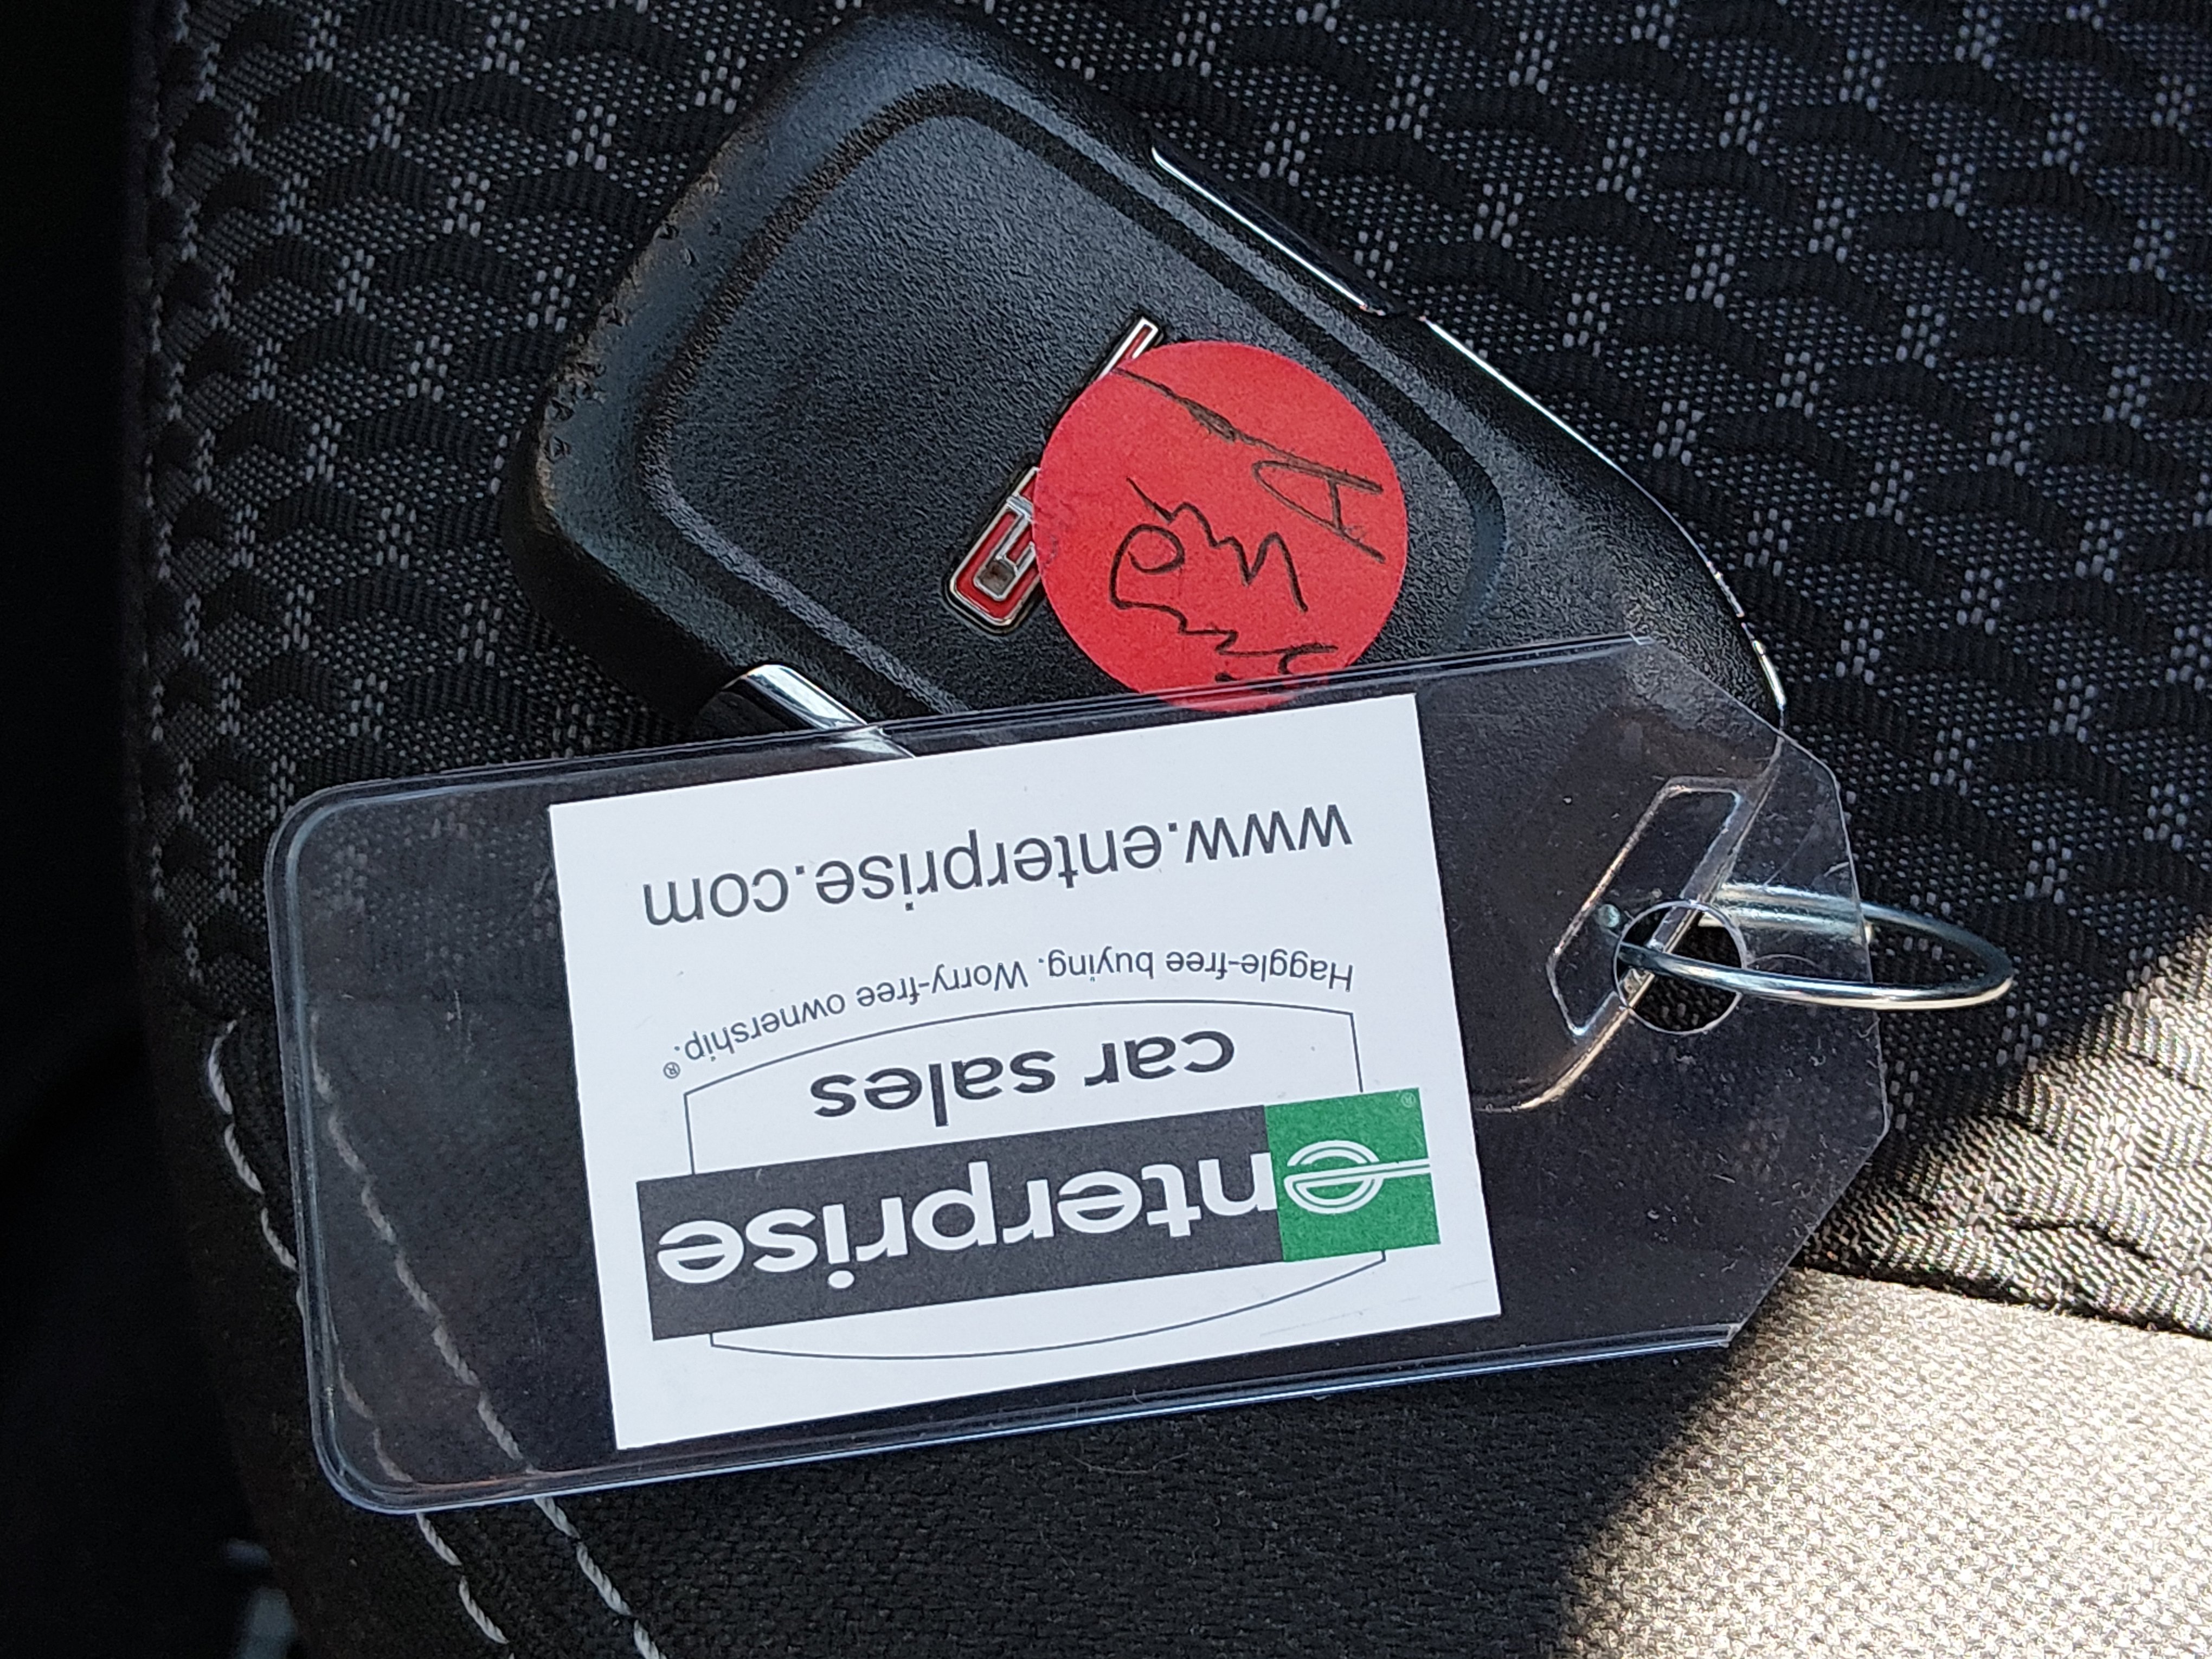 enterprise
car sales
Haggle-free buying. Worry-free ownership.®
www.enterprise.com